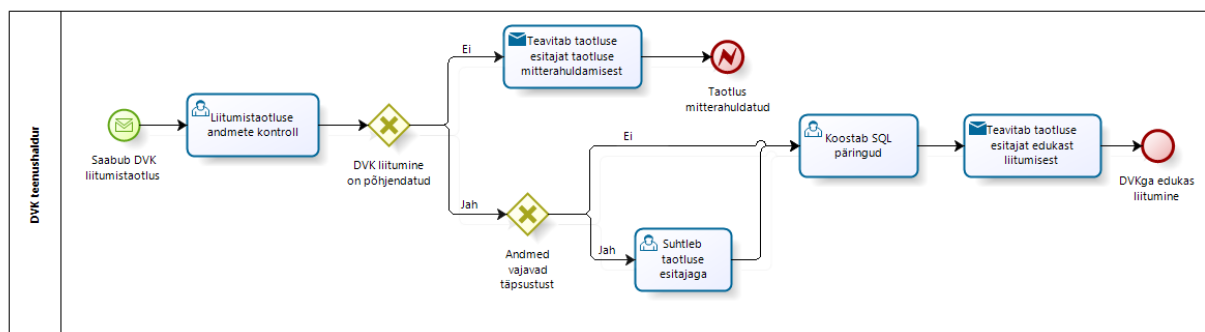 DVK teenushaldur
Saabub DVK
liitumistaotlus
Liitumistaotluse
andmete kontroll
DVK liitumine
on põhjendatud
Ei
Teavitab taotluse
esitajat taotluse
mitterahuldamisest
Taotlus
mitterahuldatud
Jah
Andmed
vajavad
täpsustust
Ei
Jah
Suhtleb
taotluse
esitajaga
Koostab SQL
päringud
Teavitab taotluse
esitajat edukast
liitumisest
DVKga edukas
liitumine